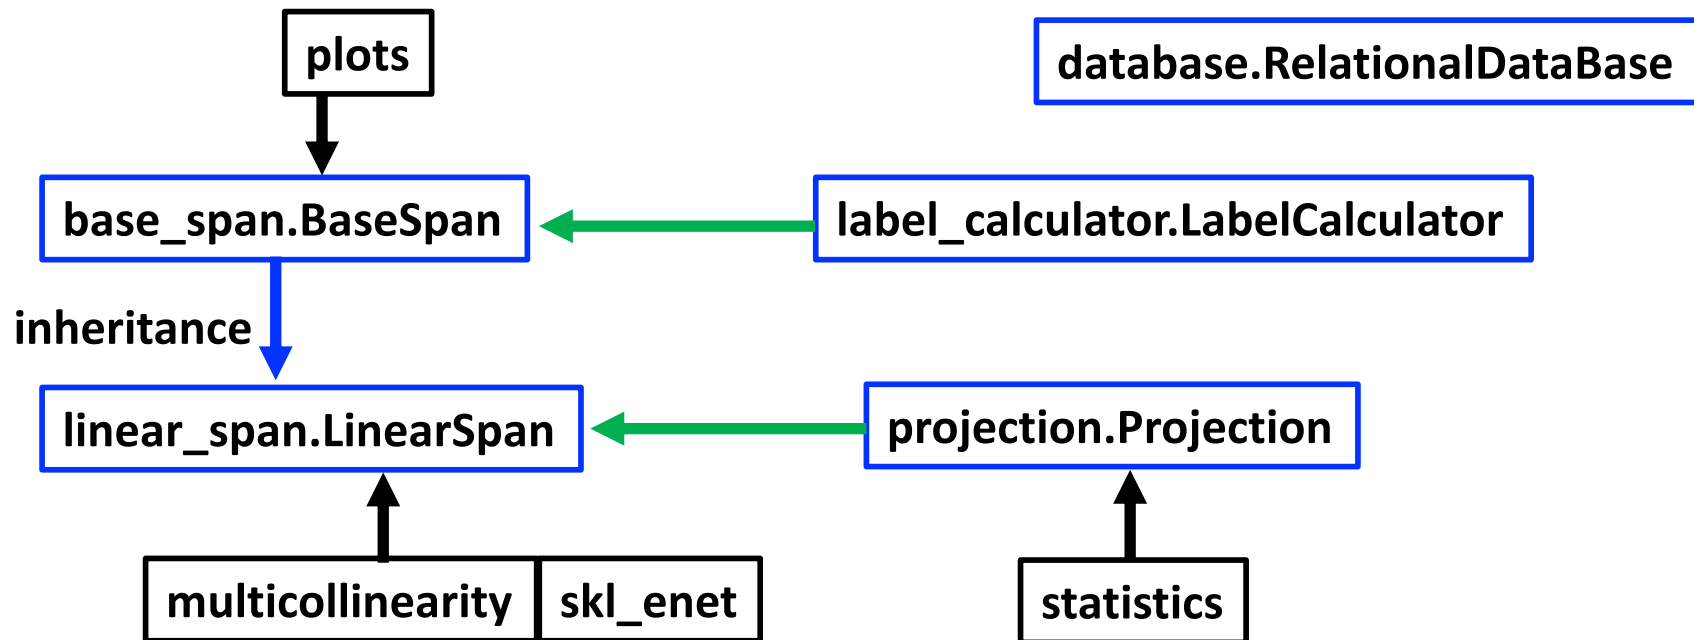 plots
database.RelationalDataBase
base_span.BaseSpan
label_calculator.LabelCalculator
inheritance
linear_span.LinearSpan
projection.Projection
multicollinearity
skl_enet
statistics